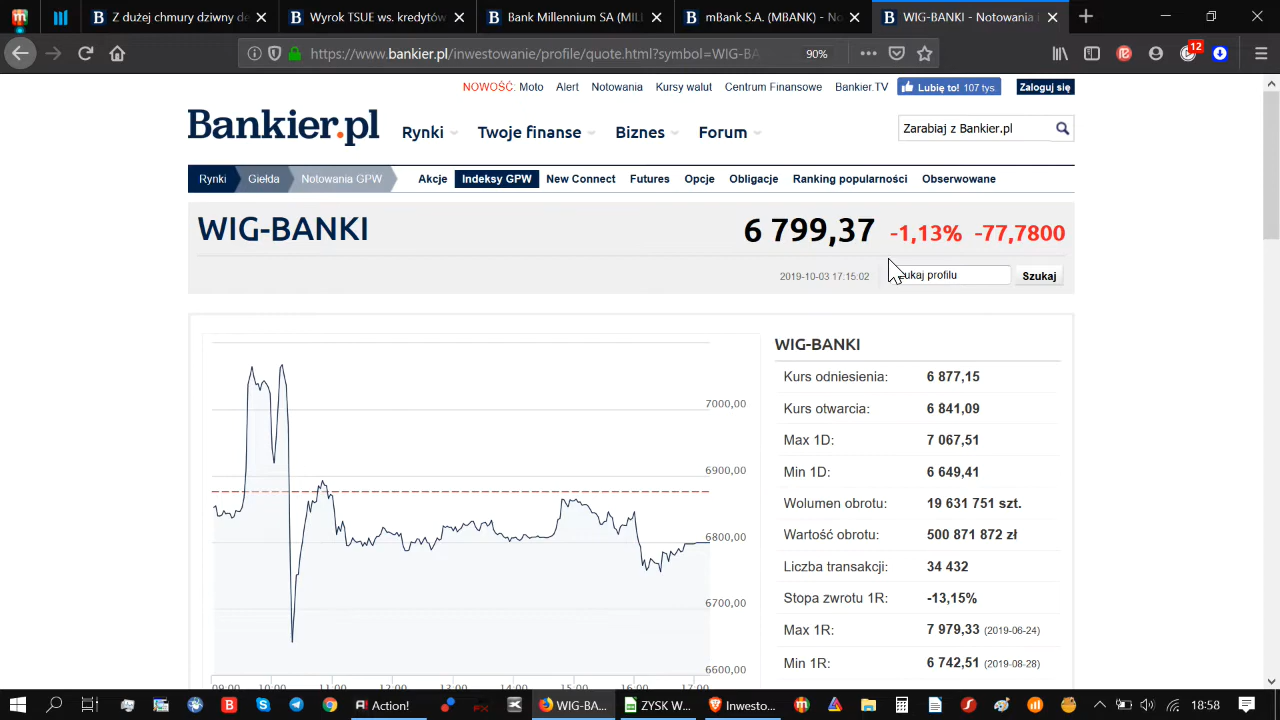 Z dużej chmury dziwny de
Wyrok TSUE ws. kredytów
Bank Millennium SA (MIL
mBank S.A. (MBANK) - No
WIG-BANKI - Notowania i
https://www.bankier.pl/inwestowanie/profile/quote.html?symbol=WIG-BA
90%
12
NOWOŚĆ: Moto
Alert
Notowania
Kursy walut
Centrum Finansowe
Bankier.TV
Lubię to! 107 tys.
Zaloguj się
Bankier.pl
Rynki
Twoje finanse
Biznes
Forum
Zarabiaj z Bankier.pl
Rynki
Giełda
Notowania GPW
Akcje
Indeksy GPW
New Connect
Futures
Opcje
Obligacje
Ranking popularności
Obserwowane
WIG-BANKI
6 799,37
-1,13%
-77,7800
2019-10-03 17:15:02
ukaj profilu
Szukaj
7000,00
6900,00
6800,00
6700,00
6600,00
09:00
10:00
11:00
12:00
13:00
14:00
15:00
16:00
17:00
WIG-BANKI
Kurs odniesienia: 6 877,15
Kurs otwarcia: 6 841,09
Max 1D: 7 067,51
Min 1D: 6 649,41
Wolumen obrotu: 19 631 751 szt.
Wartość obrotu: 500 871 872 zł
Liczba transakcji: 34 432
Stopa zwrotu 1R: -13,15%
Max 1R: 7 979,33 (2019-06-24)
Min 1R: 6 742,51 (2019-08-28)
Action!
WIG-BA...
ZYSK W...
Inwesto...
18:58